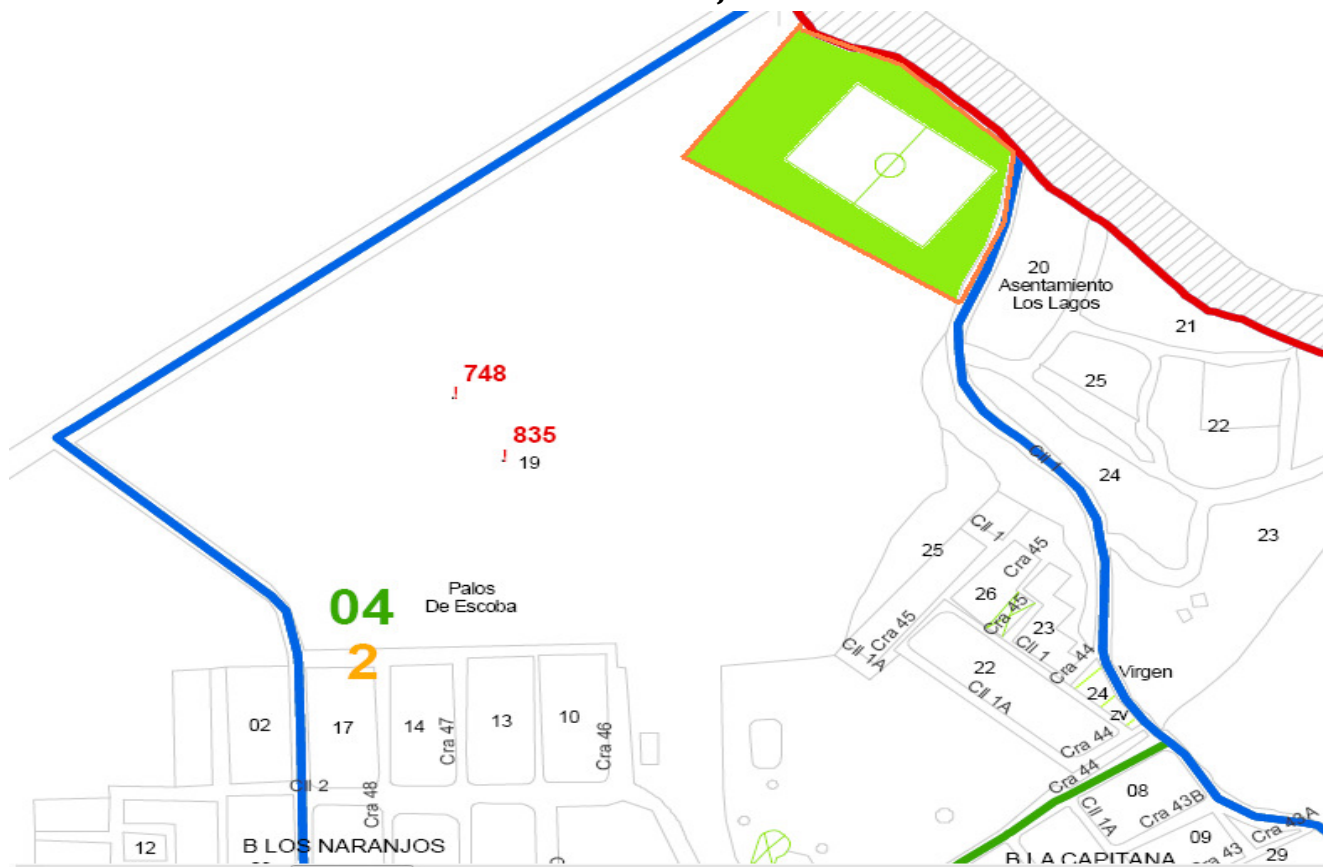 20
Asentamiento
Los Lagos
21
748
25
835
19
22
Cll 1
24
Cll 1
23
25
Cra 45
Palos
De Escoba
26
04
Cra 45
23
Cra 45
Cll 1
2
Cll 1A
Cra 44
Virgen
22
24
Cll 1A
zv
02
17
14
Cra 47
13
10
Cra 46
Cra 44
Cra 44
Cll 2
Cra 48
08
Cll 1A
Cra 43B
Cra 43A
12
B LOS NARANJOS
09
B LA CAPITANA
43
29